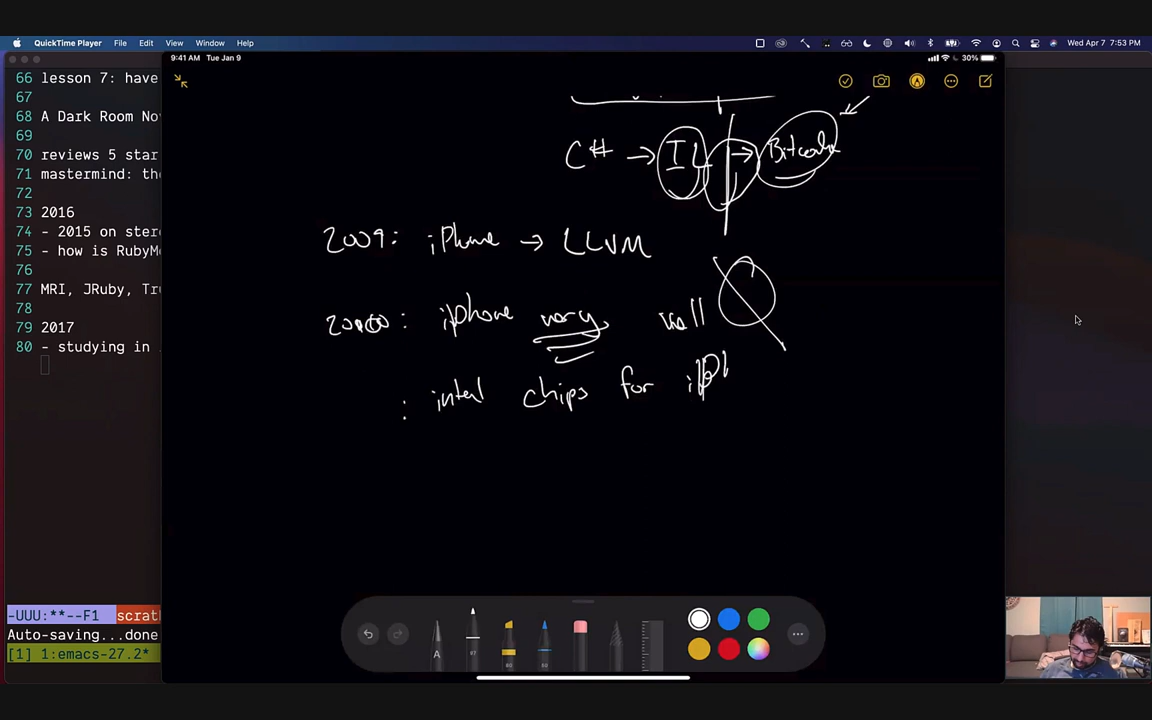 QuickTime Player File Edit View Window Help Wed Apr 7 7:53 PM
9:41 AM Tue Jan 9 30%
66 lesson 7: have
67
68 A Dark Room No
69
70 reviews 5 star
71 mastermind: th
72
73 2016
74 - 2015 on ster
75 - how is RubyM
76
77 MRI, JRuby, Tr
78
79 2017
80 - studying in
C# → IL → Bitcode
2009: iPhone → LLVM
: iphone very well
: intel chips for iPh
-UUU:**--F1 scrat
Auto-saving...done
[1] 1:emacs-27.2*
A